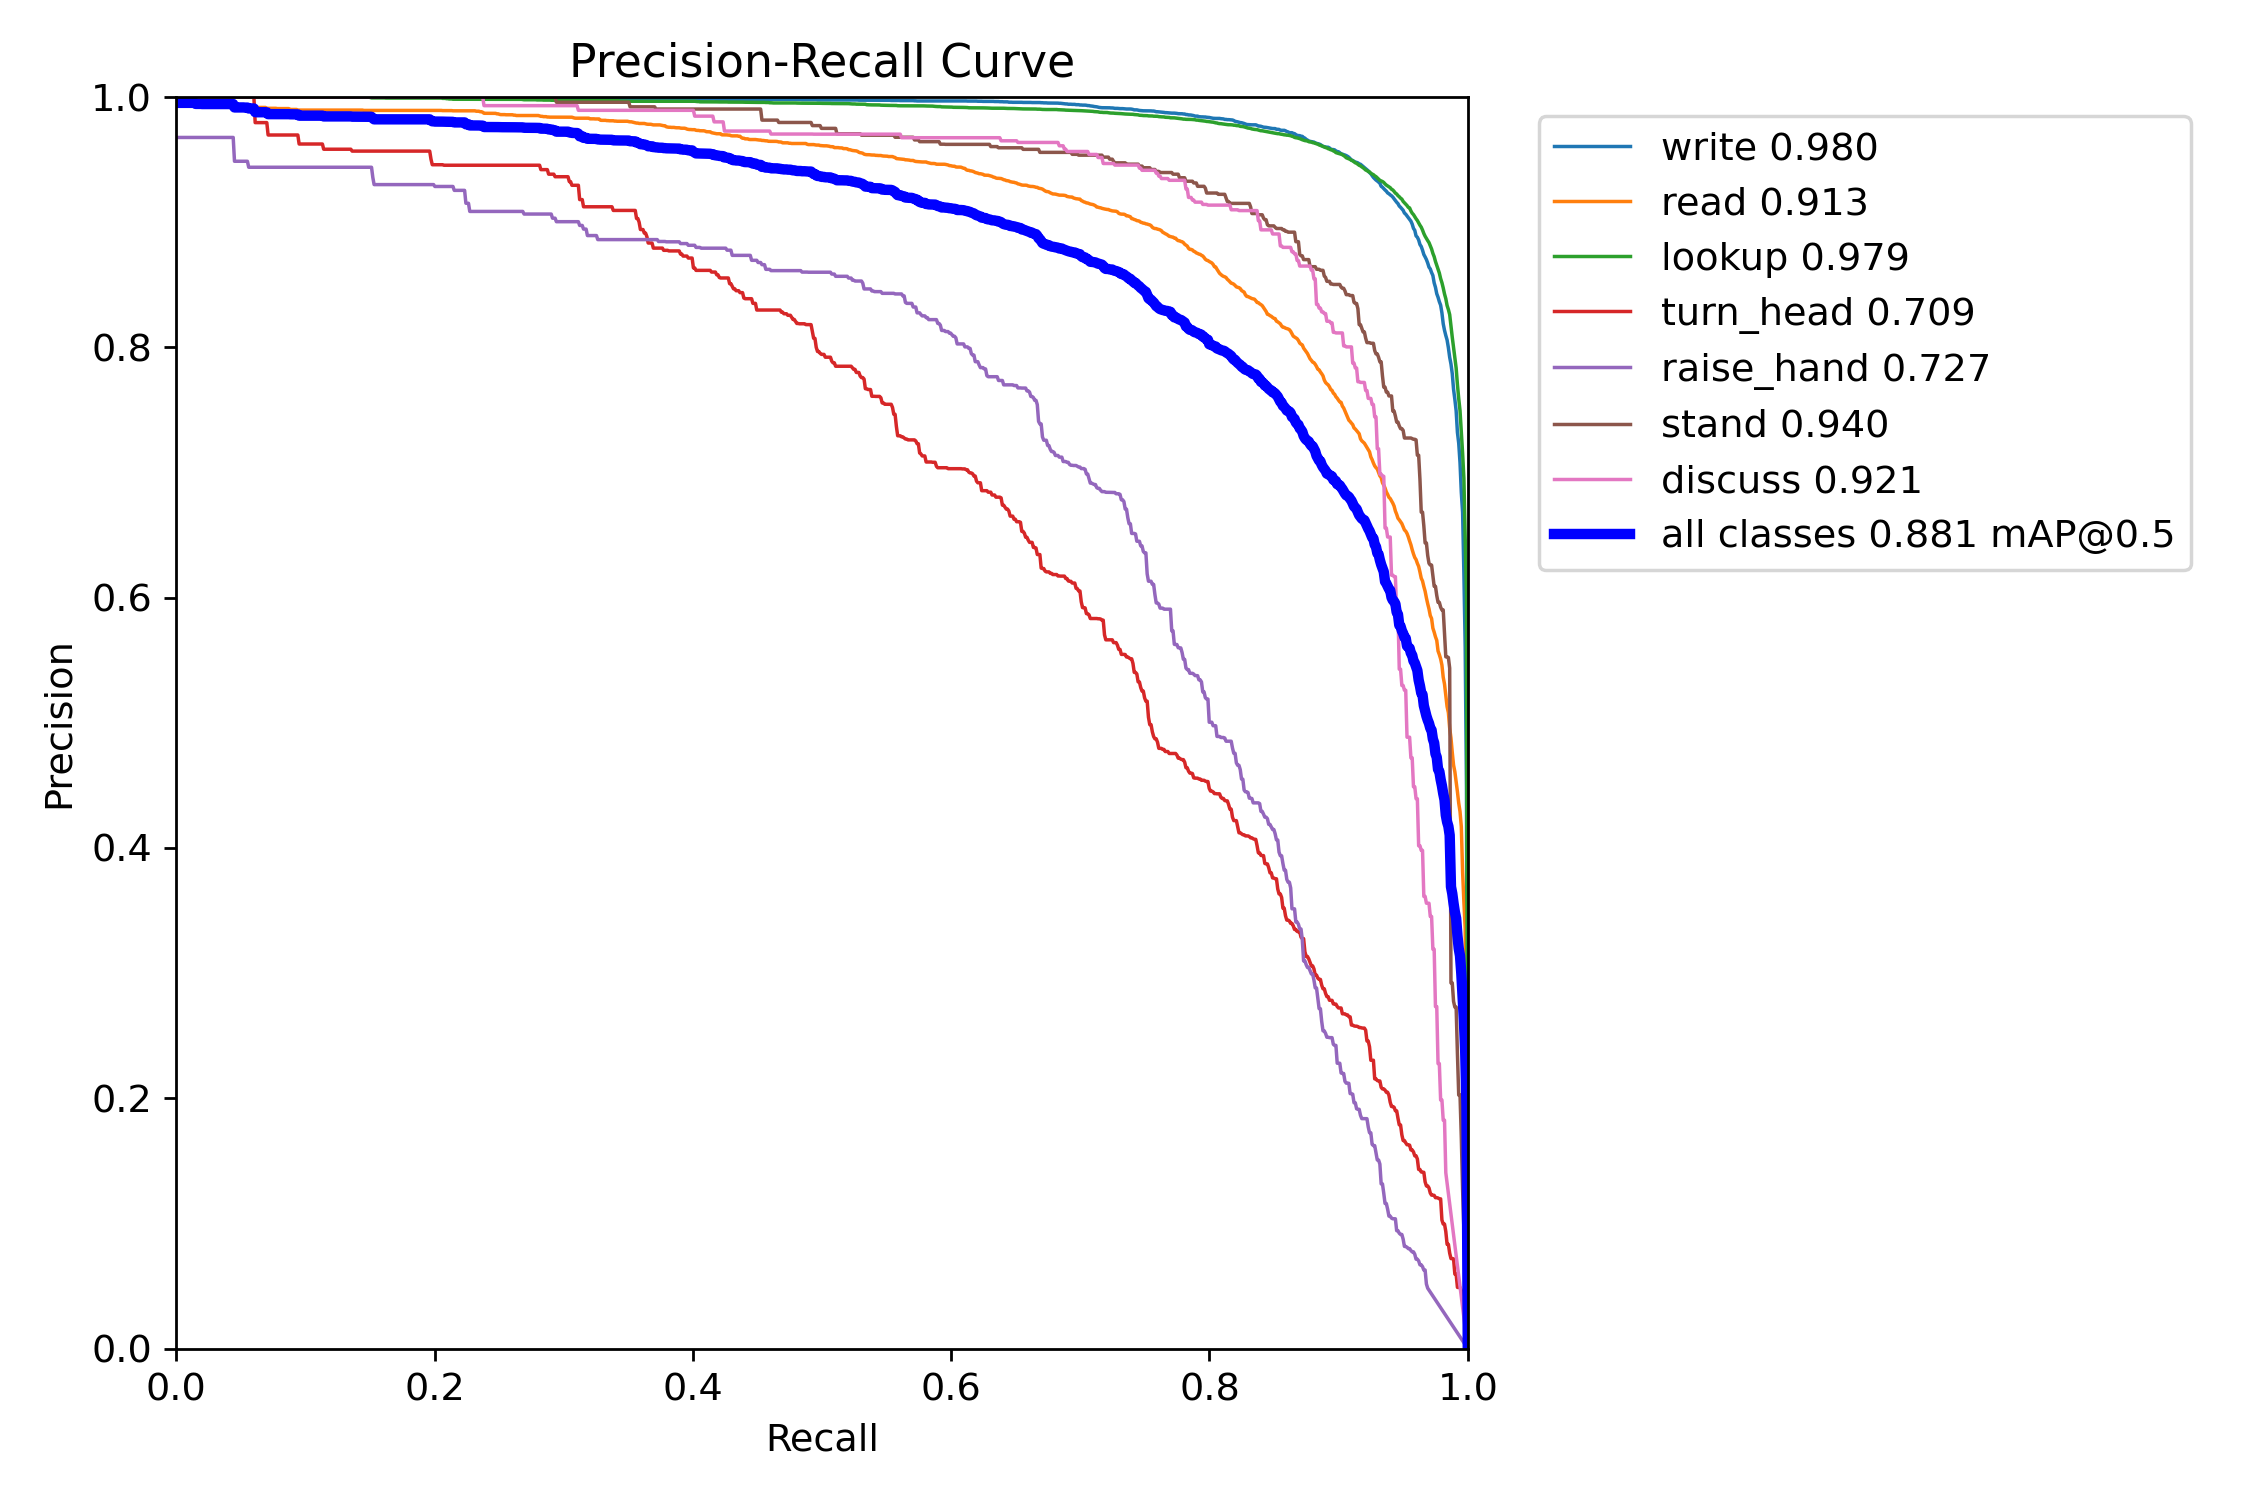 Precision-Recall Curve
1.0
0.8
0.6
0.4
0.2
0.0
Precision
0.0 0.2 0.4 0.6 0.8 1.0
Recall
write 0.980
read 0.913
lookup 0.979
turn_head 0.709
raise_hand 0.727
stand 0.940
discuss 0.921
all classes 0.881 mAP@0.5